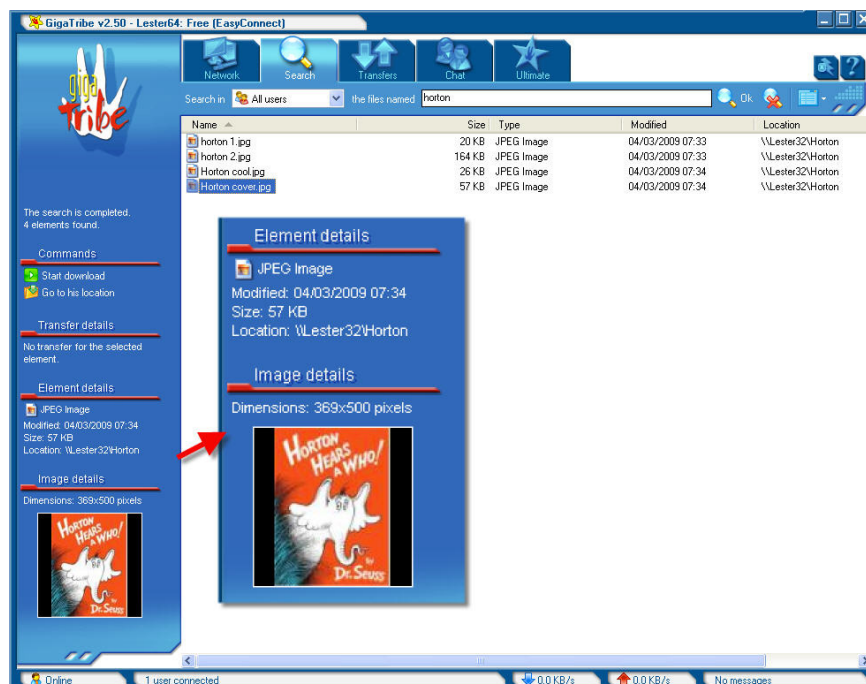 GigaTribe v2.50 - Lester64: Free (EasyConnect)
giga
Tribe
Network
Search
Transfers
Chat
Ultimate
Search in
All users
the files named
horton
Ok
Name
Size
Type
Modified
Location
horton 1.jpg 20 KB JPEG Image 04/03/2009 07:33 \\Lester32\Horton
horton 2.jpg 164 KB JPEG Image 04/03/2009 07:33 \\Lester32\Horton
Horton cool.jpg 26 KB JPEG Image 04/03/2009 07:34 \\Lester32\Horton
Horton cover.jpg 57 KB JPEG Image 04/03/2009 07:34 \\Lester32\Horton
The search is completed.
4 elements found.
Commands
Start download
Go to his location
Transfer details
No transfer for the selected
element.
Element details
JPEG Image
Modified: 04/03/2009 07:34
Size: 57 KB
Location: \\Lester32\Horton
Image details
Dimensions: 369x500 pixels
HORTON
HEARS
A WHO!
by
Dr. Seuss
Element details
JPEG Image
Modified: 04/03/2009 07:34
Size: 57 KB
Location: \\Lester32\Horton
Image details
Dimensions: 369x500 pixels
HORTON
HEARS
A WHO!
by
Dr. Seuss
Online
1 user connected
0.0 KB/s
0.0 KB/s
No messages